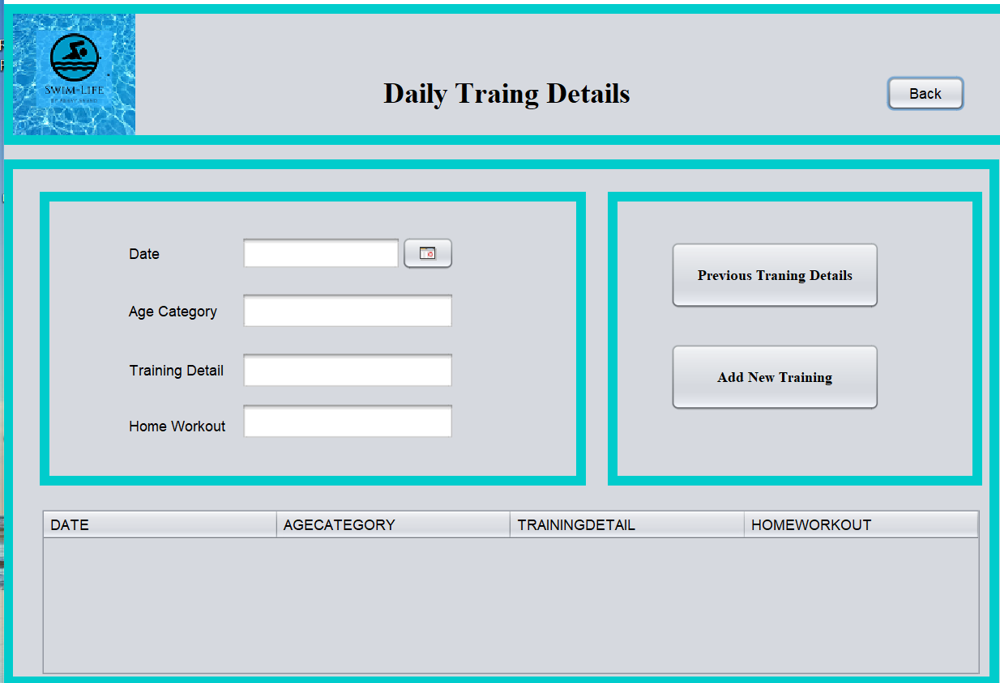 SWIM-LIFE
Daily Traing Details
Back
Date
Age Category
Training Detail
Home Workout
Previous Traning Details
Add New Training
DATE AGECATEGORY TRAININGDETAIL HOMEWORKOUT